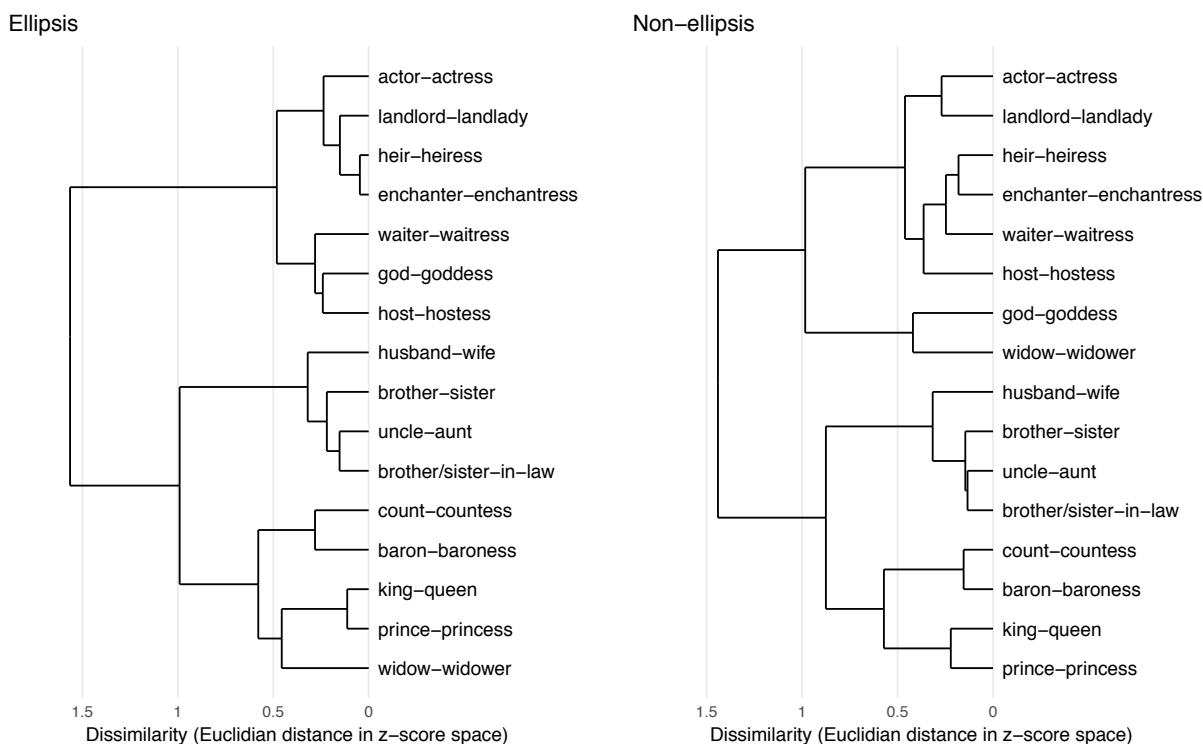 Ellipsis
actor−actress
landlord−landlady
heir−heiress
enchanter−enchantress
waiter−waitress
god−goddess
host−hostess
husband−wife
brother−sister
uncle−aunt
brother/sister−in−law
count−countess
baron−baroness
king−queen
prince−princess
widow−widower
1.5 1 0.5 0
Dissimilarity (Euclidian distance in z−score space)
Non−ellipsis
actor−actress
landlord−landlady
heir−heiress
enchanter−enchantress
waiter−waitress
host−hostess
god−goddess
widow−widower
husband−wife
brother−sister
uncle−aunt
brother/sister−in−law
count−countess
baron−baroness
king−queen
prince−princess
1.5 1 0.5 0
Dissimilarity (Euclidian distance in z−score space)